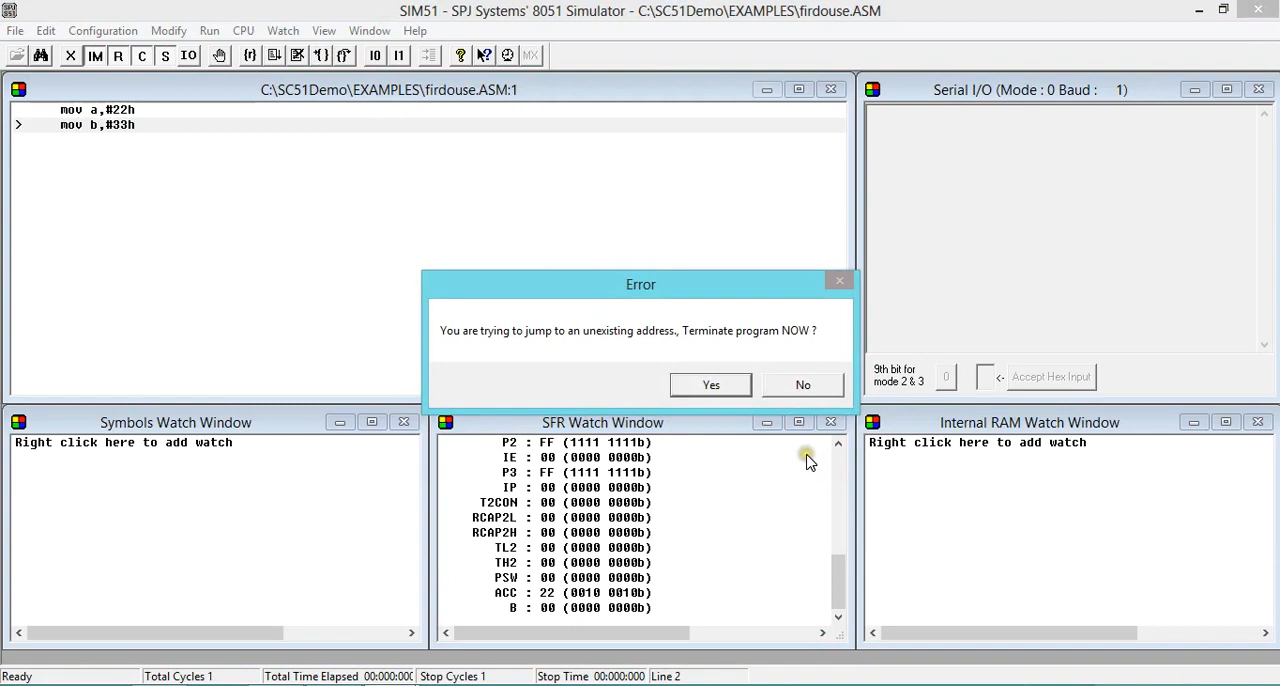 SIM51 - SPJ Systems' 8051 Simulator - C:\SC51Demo\EXAMPLES\firdouse.ASM
File Edit Configuration Modify Run CPU Watch View Window Help
X IM R C S IO I0 I1 MX
C:\SC51Demo\EXAMPLES\firdouse.ASM:1
mov a,#22h
> mov b,#33h
Serial I/O (Mode : 0 Baud : 1)
9th bit for
mode 2 & 3
0
<- Accept Hex Input
Error
You are trying to jump to an unexisting address., Terminate program NOW ?
Yes No
Symbols Watch Window
Right click here to add watch
SFR Watch Window
P2 : FF (1111 1111b)
IE : 00 (0000 0000b)
P3 : FF (1111 1111b)
IP : 00 (0000 0000b)
T2CON : 00 (0000 0000b)
RCAP2L : 00 (0000 0000b)
RCAP2H : 00 (0000 0000b)
TL2 : 00 (0000 0000b)
TH2 : 00 (0000 0000b)
PSW : 00 (0000 0000b)
ACC : 22 (0010 0010b)
B : 00 (0000 0000b)
Internal RAM Watch Window
Right click here to add watch
Ready Total Cycles 1 Total Time Elapsed 00:000:00 Stop Cycles 1 Stop Time 00:000:000 Line 2